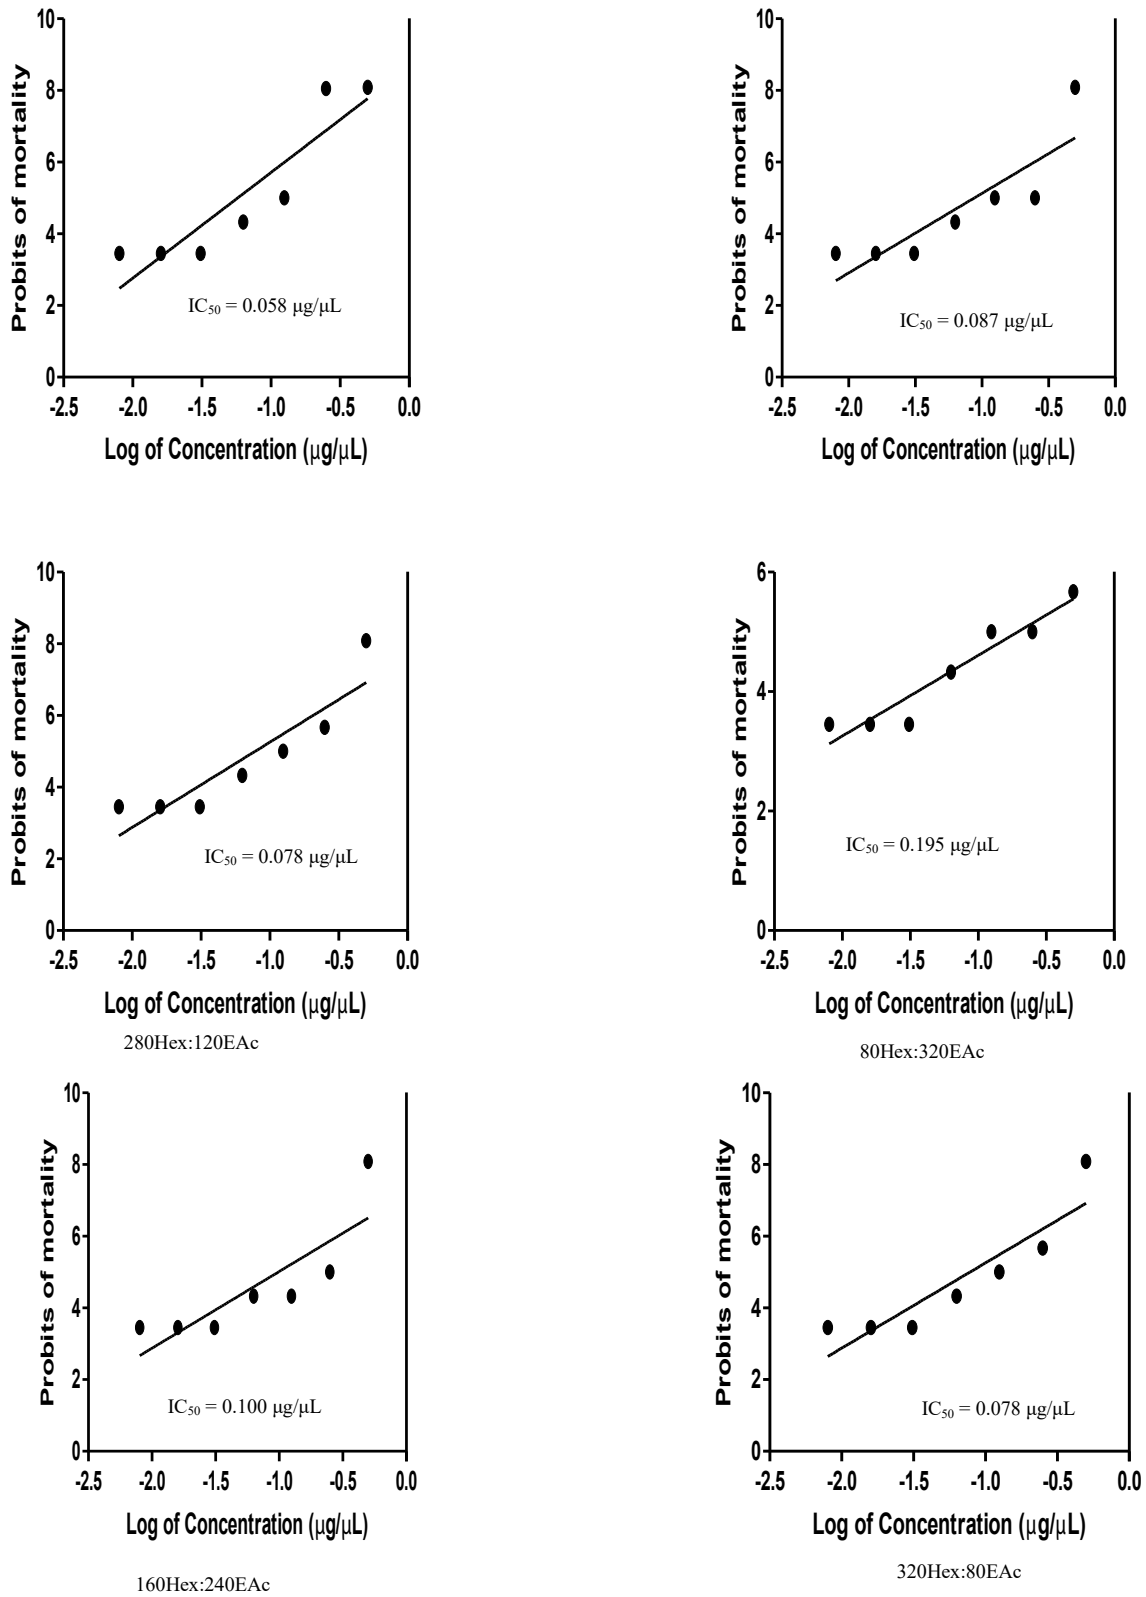 10
8
6
4
2
0
Probits of mortality
IC₅₀ = 0.058 μg/μL
-2.5 -2.0 -1.5 -1.0 -0.5 0.0
Log of Concentration (μg/μL)
10
8
6
4
2
0
Probits of mortality
IC₅₀ = 0.087 μg/μL
-2.5 -2.0 -1.5 -1.0 -0.5 0.0
Log of Concentration (μg/μL)
10
8
6
4
2
0
Probits of mortality
IC₅₀ = 0.078 μg/μL
-2.5 -2.0 -1.5 -1.0 -0.5 0.0
Log of Concentration (μg/μL)
280Hex:120EAc
6
4
2
0
Probits of mortality
IC₅₀ = 0.195 μg/μL
-2.5 -2.0 -1.5 -1.0 -0.5 0.0
Log of Concentration (μg/μL)
80Hex:320EAc
10
8
6
4
2
0
Probits of mortality
IC₅₀ = 0.100 μg/μL
-2.5 -2.0 -1.5 -1.0 -0.5 0.0
Log of Concentration (μg/μL)
160Hex:240EAc
10
8
6
4
2
0
Probits of mortality
IC₅₀ = 0.078 μg/μL
-2.5 -2.0 -1.5 -1.0 -0.5 0.0
Log of Concentration (μg/μL)
320Hex:80EAc